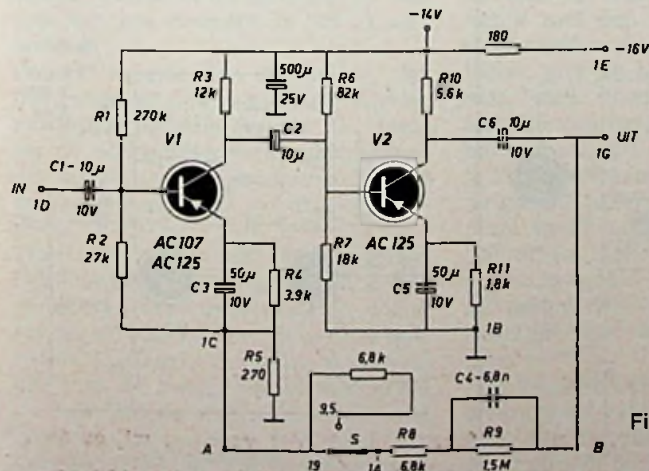 -14V
180
-16V
1E
R3
12k
500µ
25V
R6
82k
R10
5.6k
R1
270k
V1
C2
10µ
V2
C6
10µ
10V
UIT
1G
C1-10µ
10V
IN
1D
AC107
AC125
AC125
R2
27k
50µ
C3
10V
R4
3.9k
R7
18k
50µ
C5
10V
R11
1,8k
1C
1B
R5
270
6,8k
9,5
C4-6,8n
Fi
A
S
R8
R9
B
19
14
6,8k
1,5M